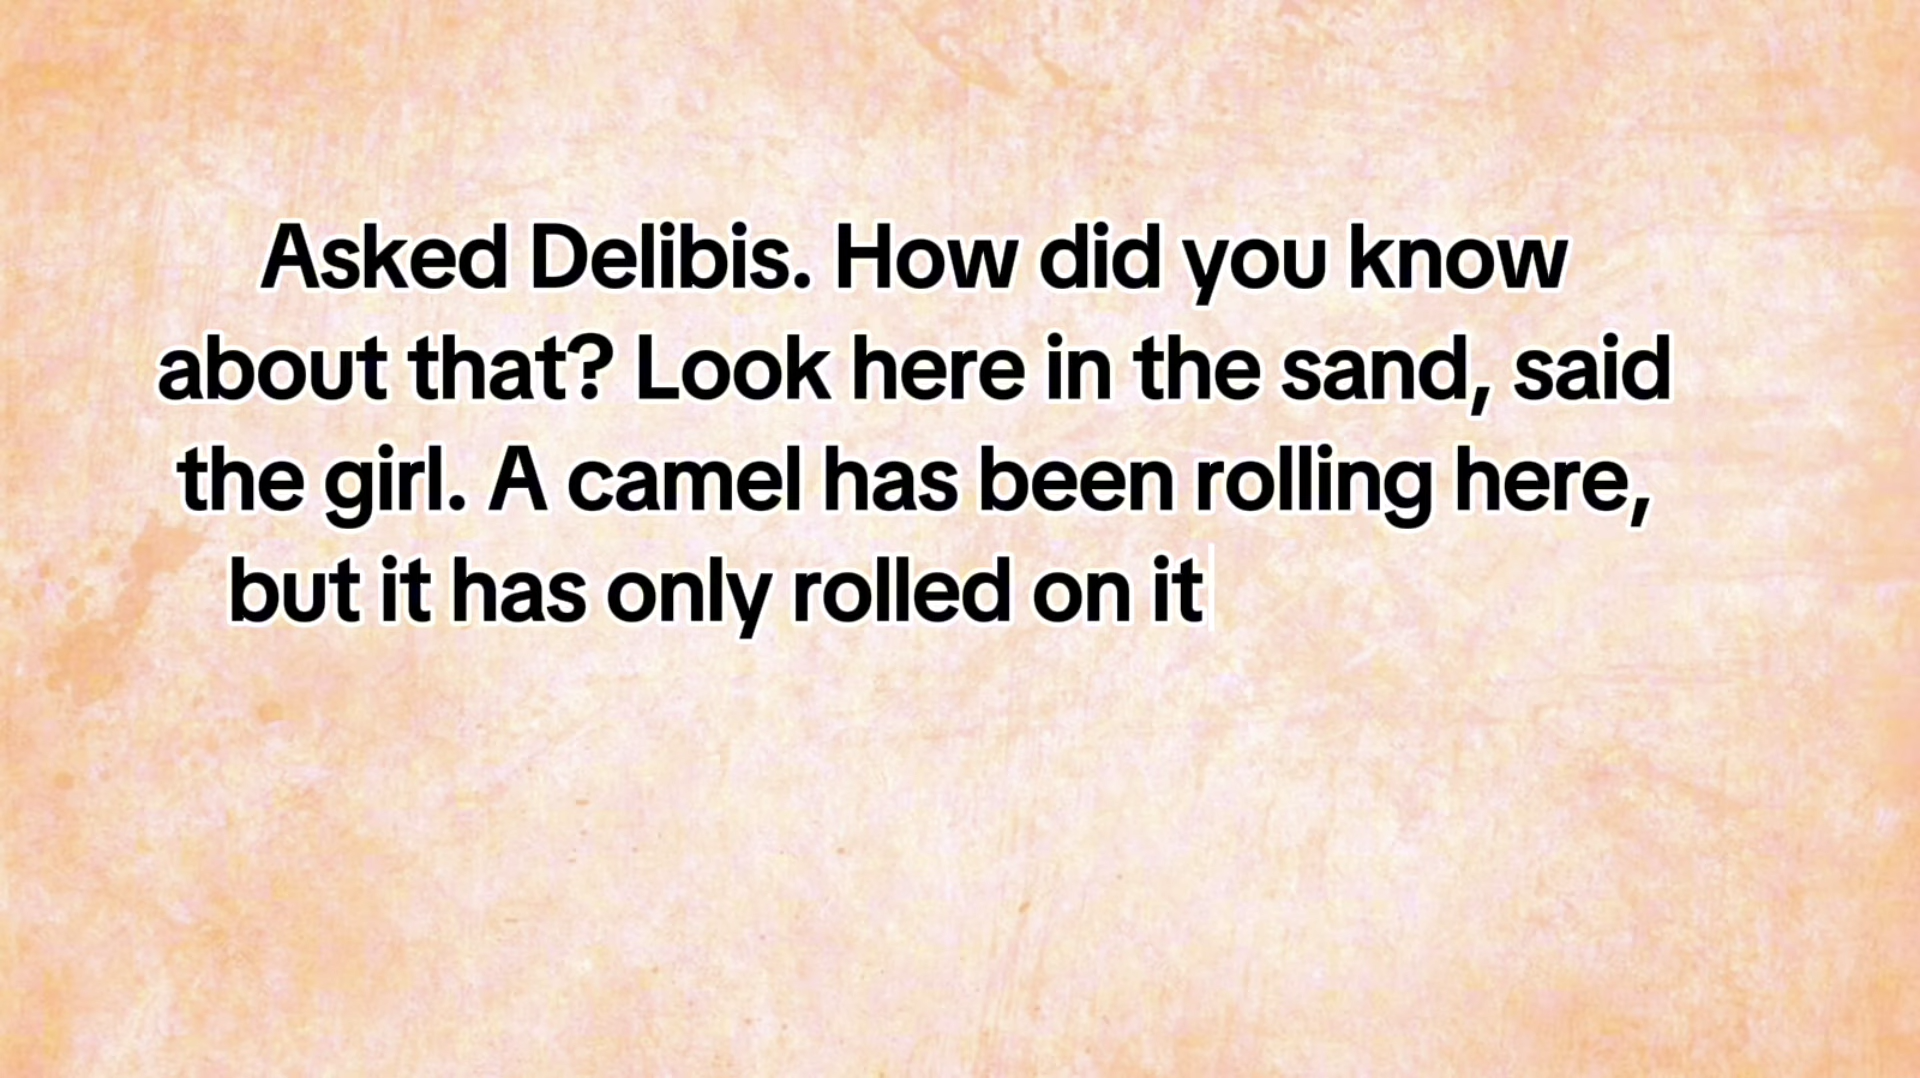 Asked Delibis. How did you know
about that? Look here in the sand, said
the girl. A camel has been rolling here,
but it has only rolled on it